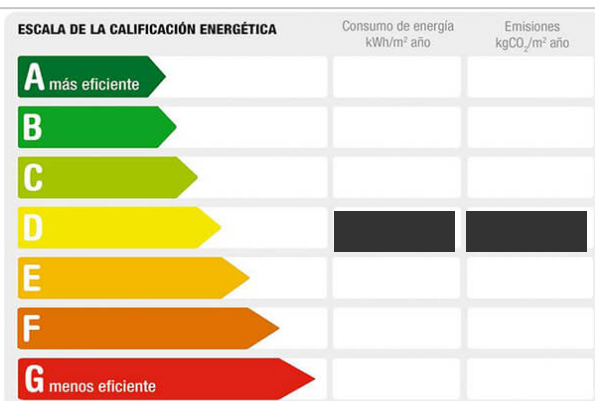 ESCALA DE LA CALIFICACIÓN ENERGÉTICA
Consumo de energía
kWh/m² año
Emisiones
kgCO₂/m² año
A más eficiente
B
C
D
E
F
G menos eficiente